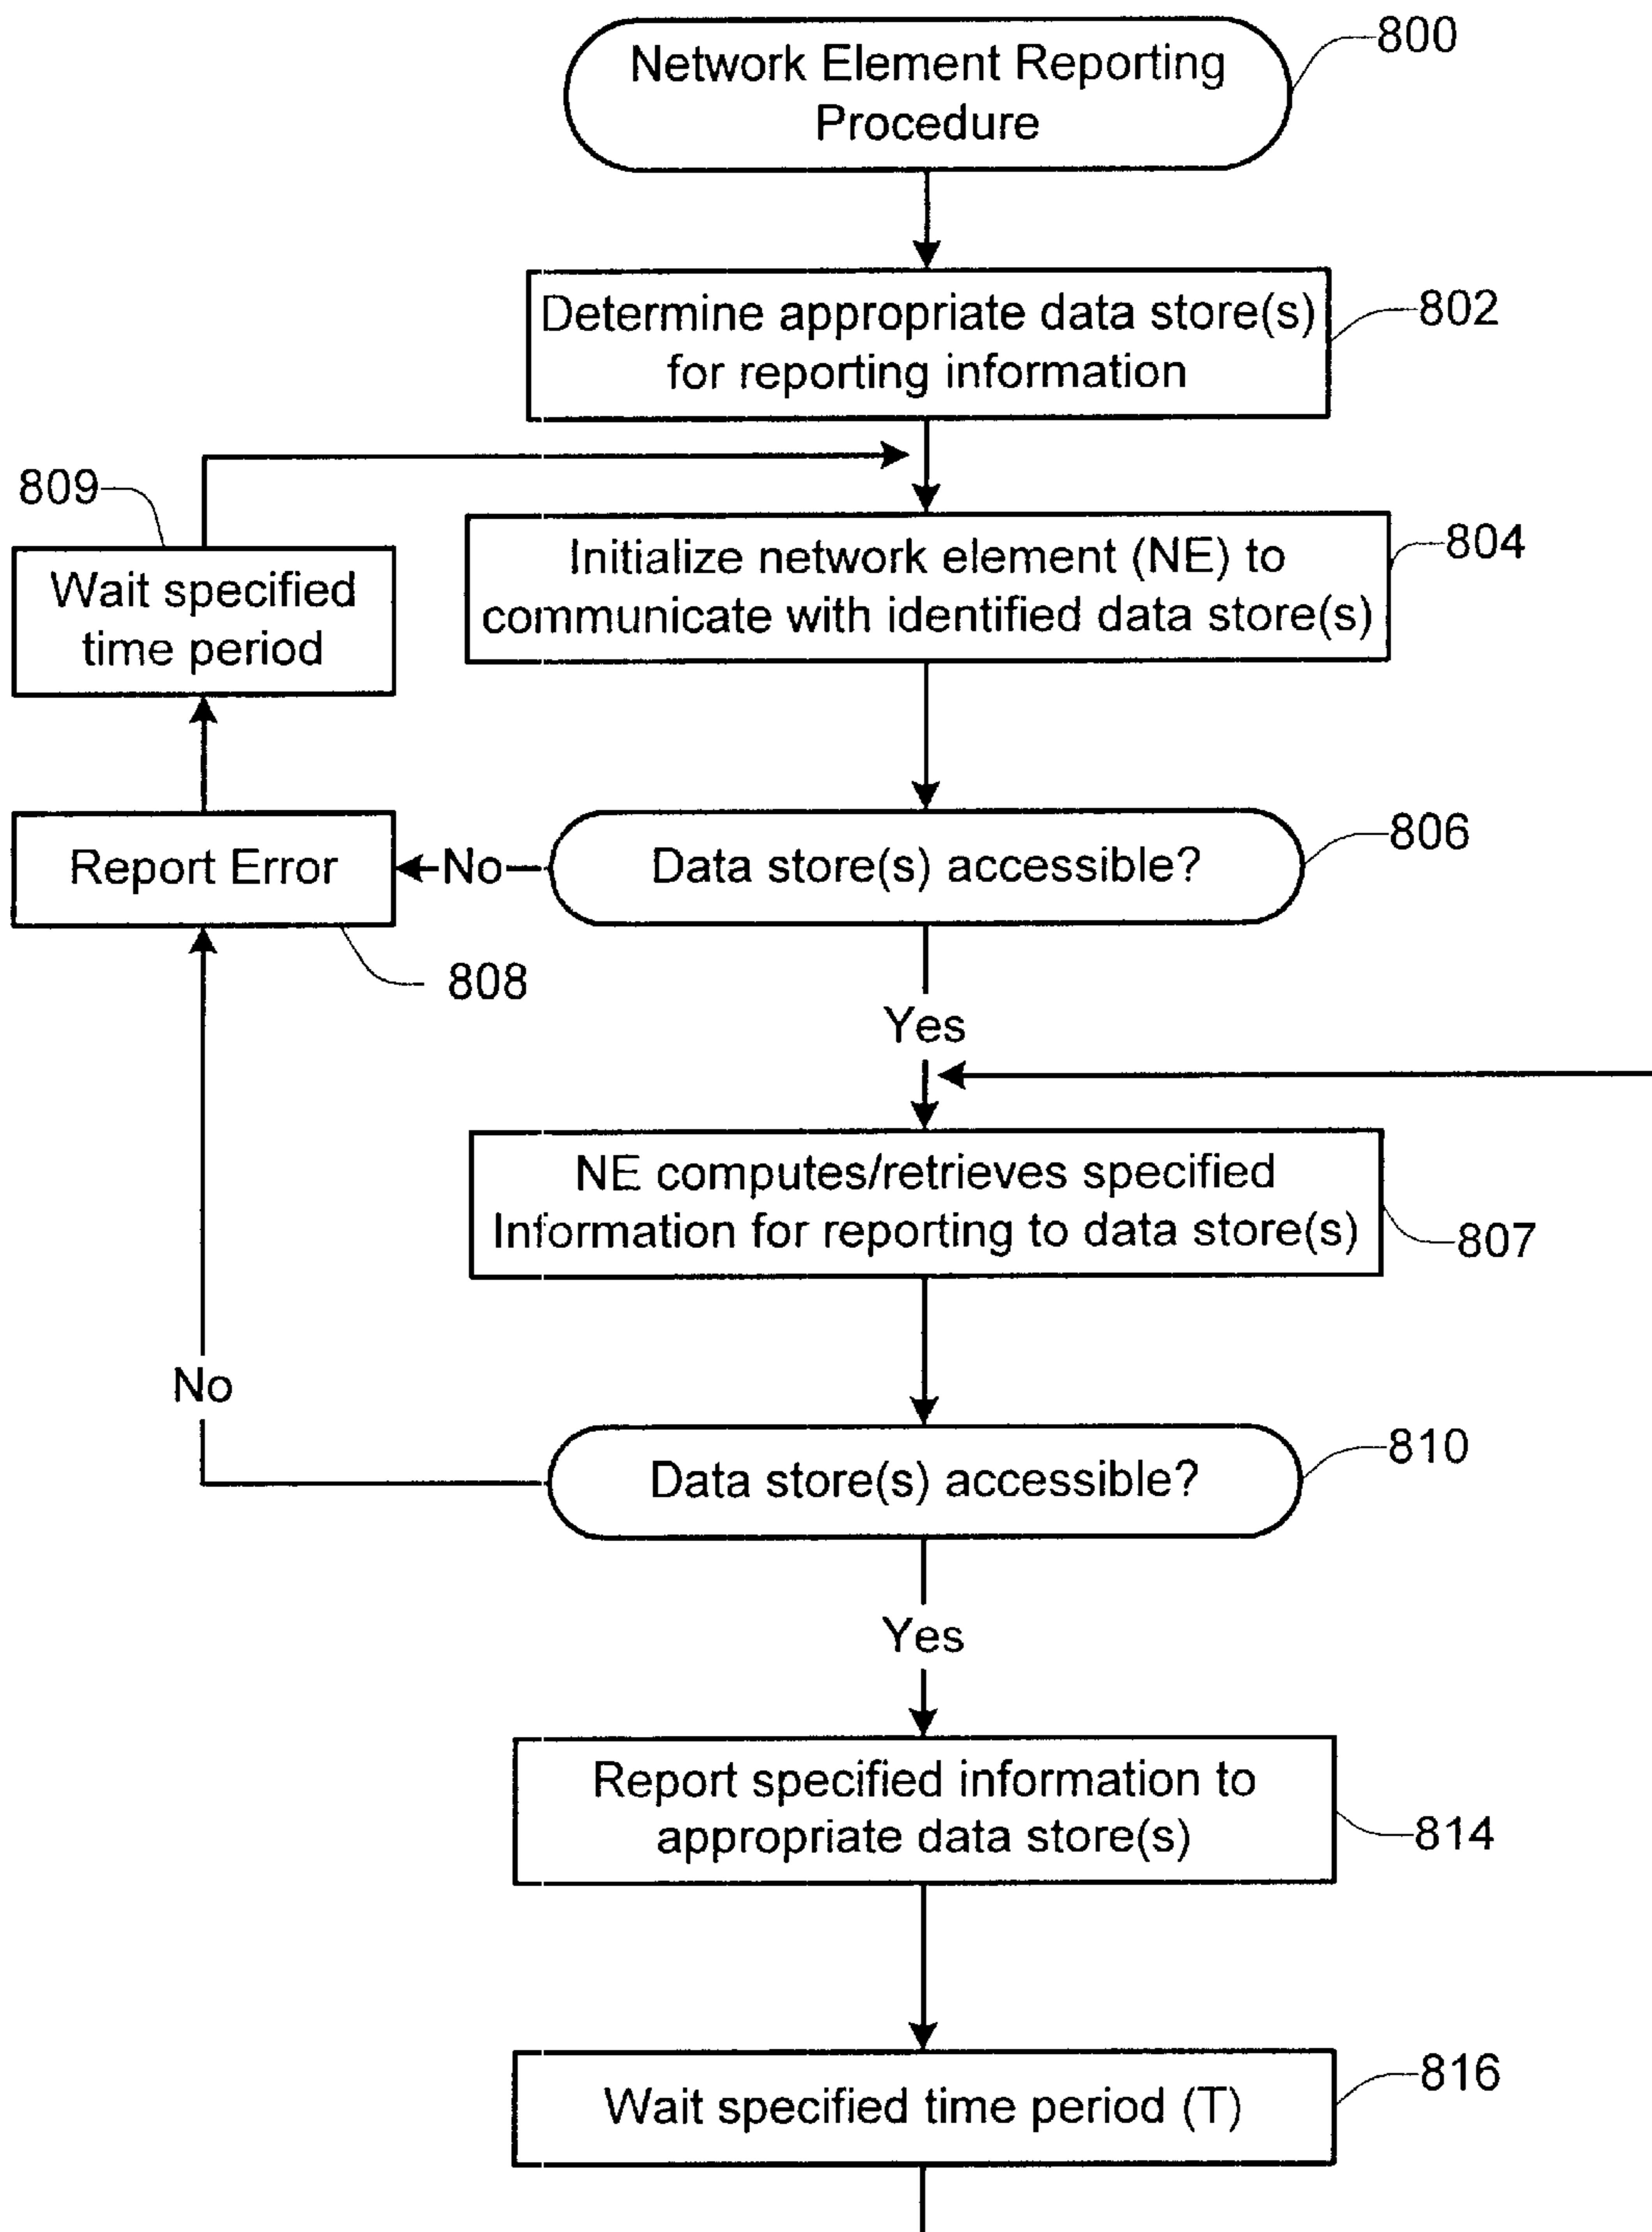 Network Element Reporting
Procedure
800
Determine appropriate data store(s)
for reporting information
802
809
Wait specified
time period
Initialize network element (NE) to
communicate with identified data store(s)
804
Report Error
No
Data store(s) accessible?
806
808
Yes
NE computes/retrieves specified
Information for reporting to data store(s)
807
No
Data store(s) accessible?
810
Yes
Report specified information to
appropriate data store(s)
814
Wait specified time period (T)
816